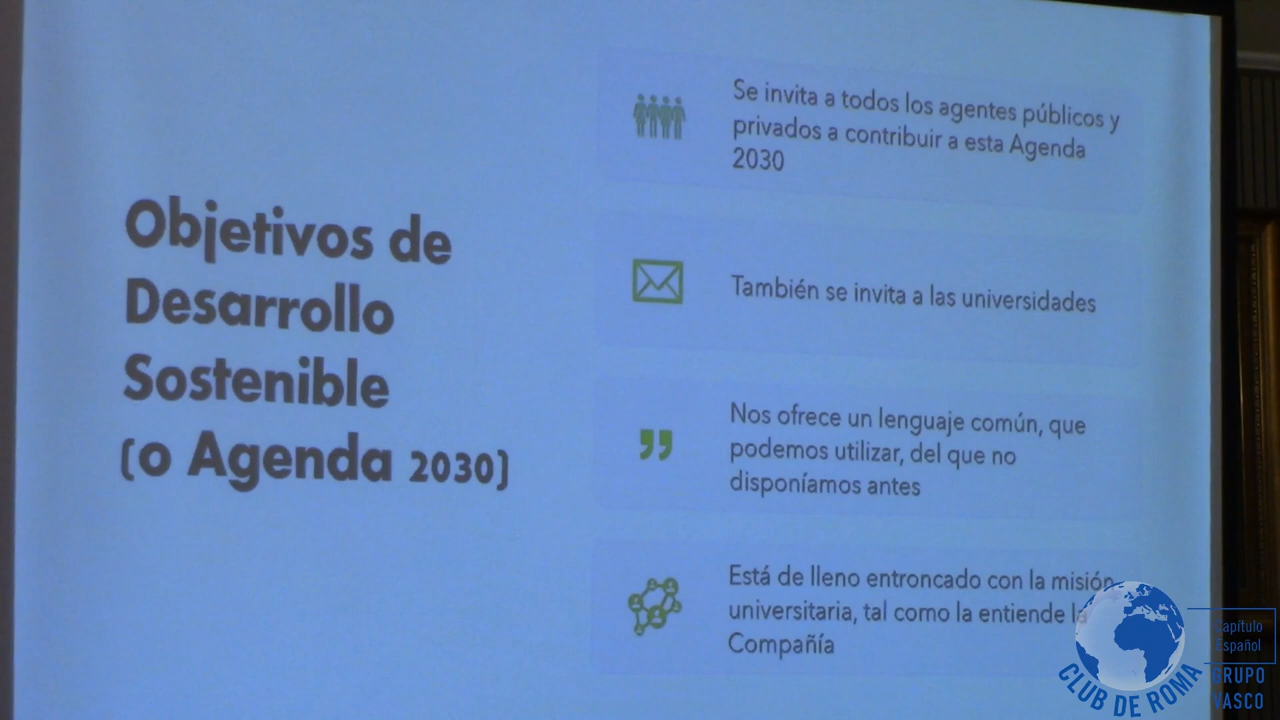 Objetivos de
Desarrollo
Sostenible
(o Agenda 2030)
Se invita a todos los agentes públicos y
privados a contribuir a esta Agenda
2030
También se invita a las universidades
Nos ofrece un lenguaje común, que
podemos utilizar, del que no
disponíamos antes
Está de lleno entroncado con la misión
universitaria, tal como la entiende la
Compañía
CLUB DE ROMA
Capítulo
Español
GRUPO
VASCO